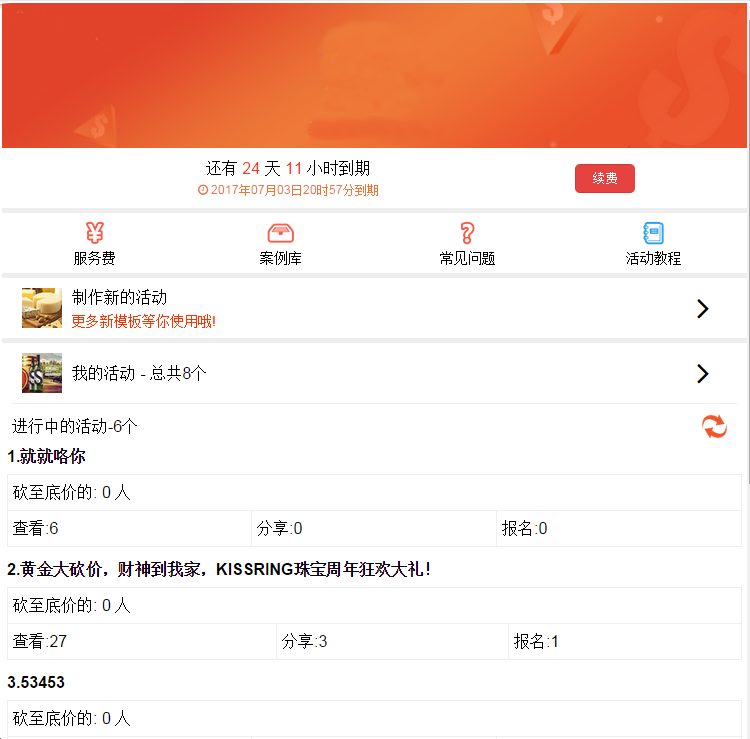 还有 24 天 11 小时到期
2017年07月03日20时57分到期
续费
服务费
案例库
常见问题
活动教程
制作新的活动
更多新模板等你使用哦!
我的活动 - 总共8个
进行中的活动-6个
1.就就咯你
砍至底价的: 0 人
查看:6
分享:0
报名:0
2.黄金大砍价，财神到我家，KISSRING珠宝周年狂欢大礼！
砍至底价的: 0 人
查看:27
分享:3
报名:1
3.53453
砍至底价的: 0 人